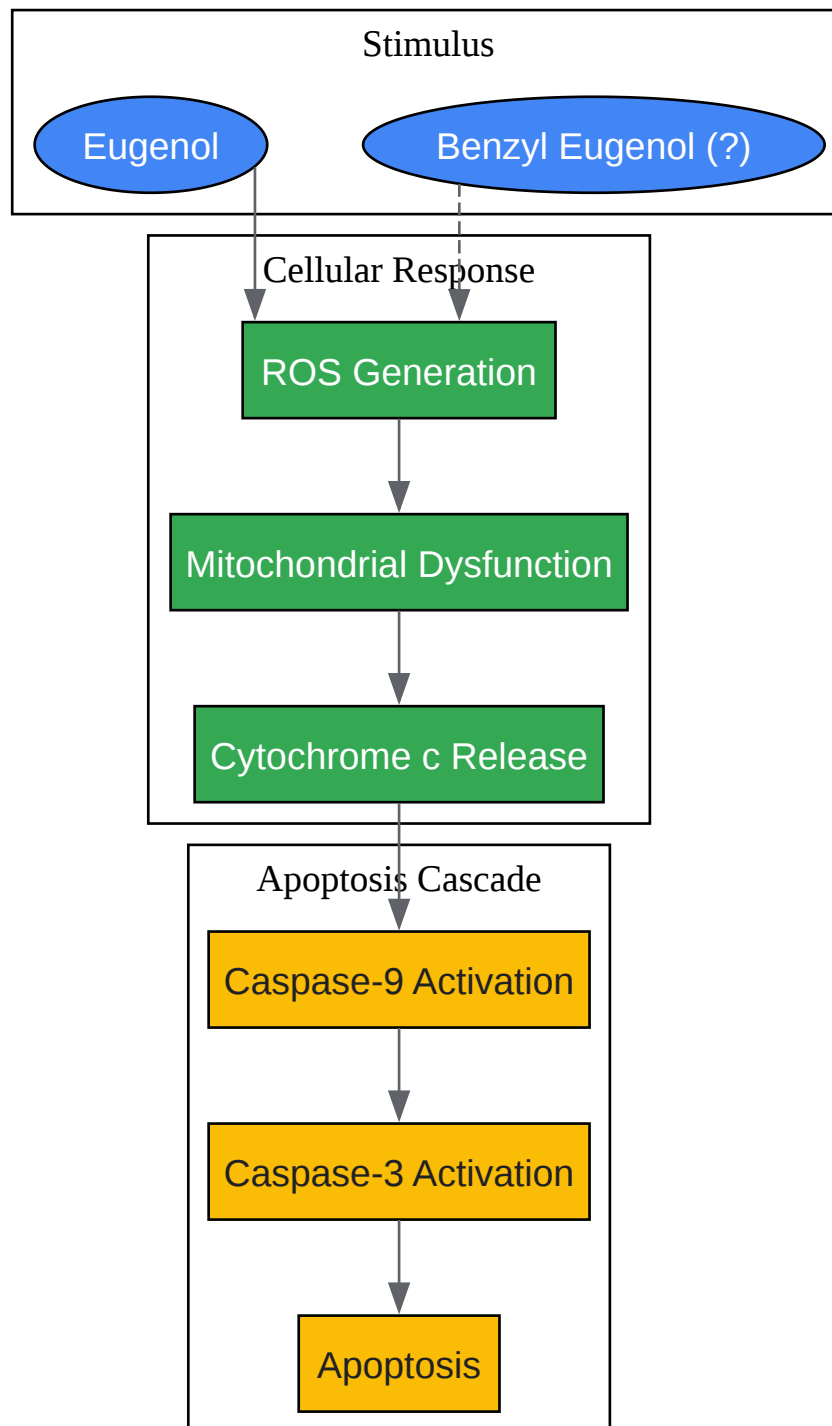 Stimulus
Eugenol
Benzyl Eugenol (?)
Cellular Response
ROS Generation
Mitochondrial Dysfunction
Cytochrome c Release
Apoptosis Cascade
Caspase-9 Activation
Caspase-3 Activation
Apoptosis